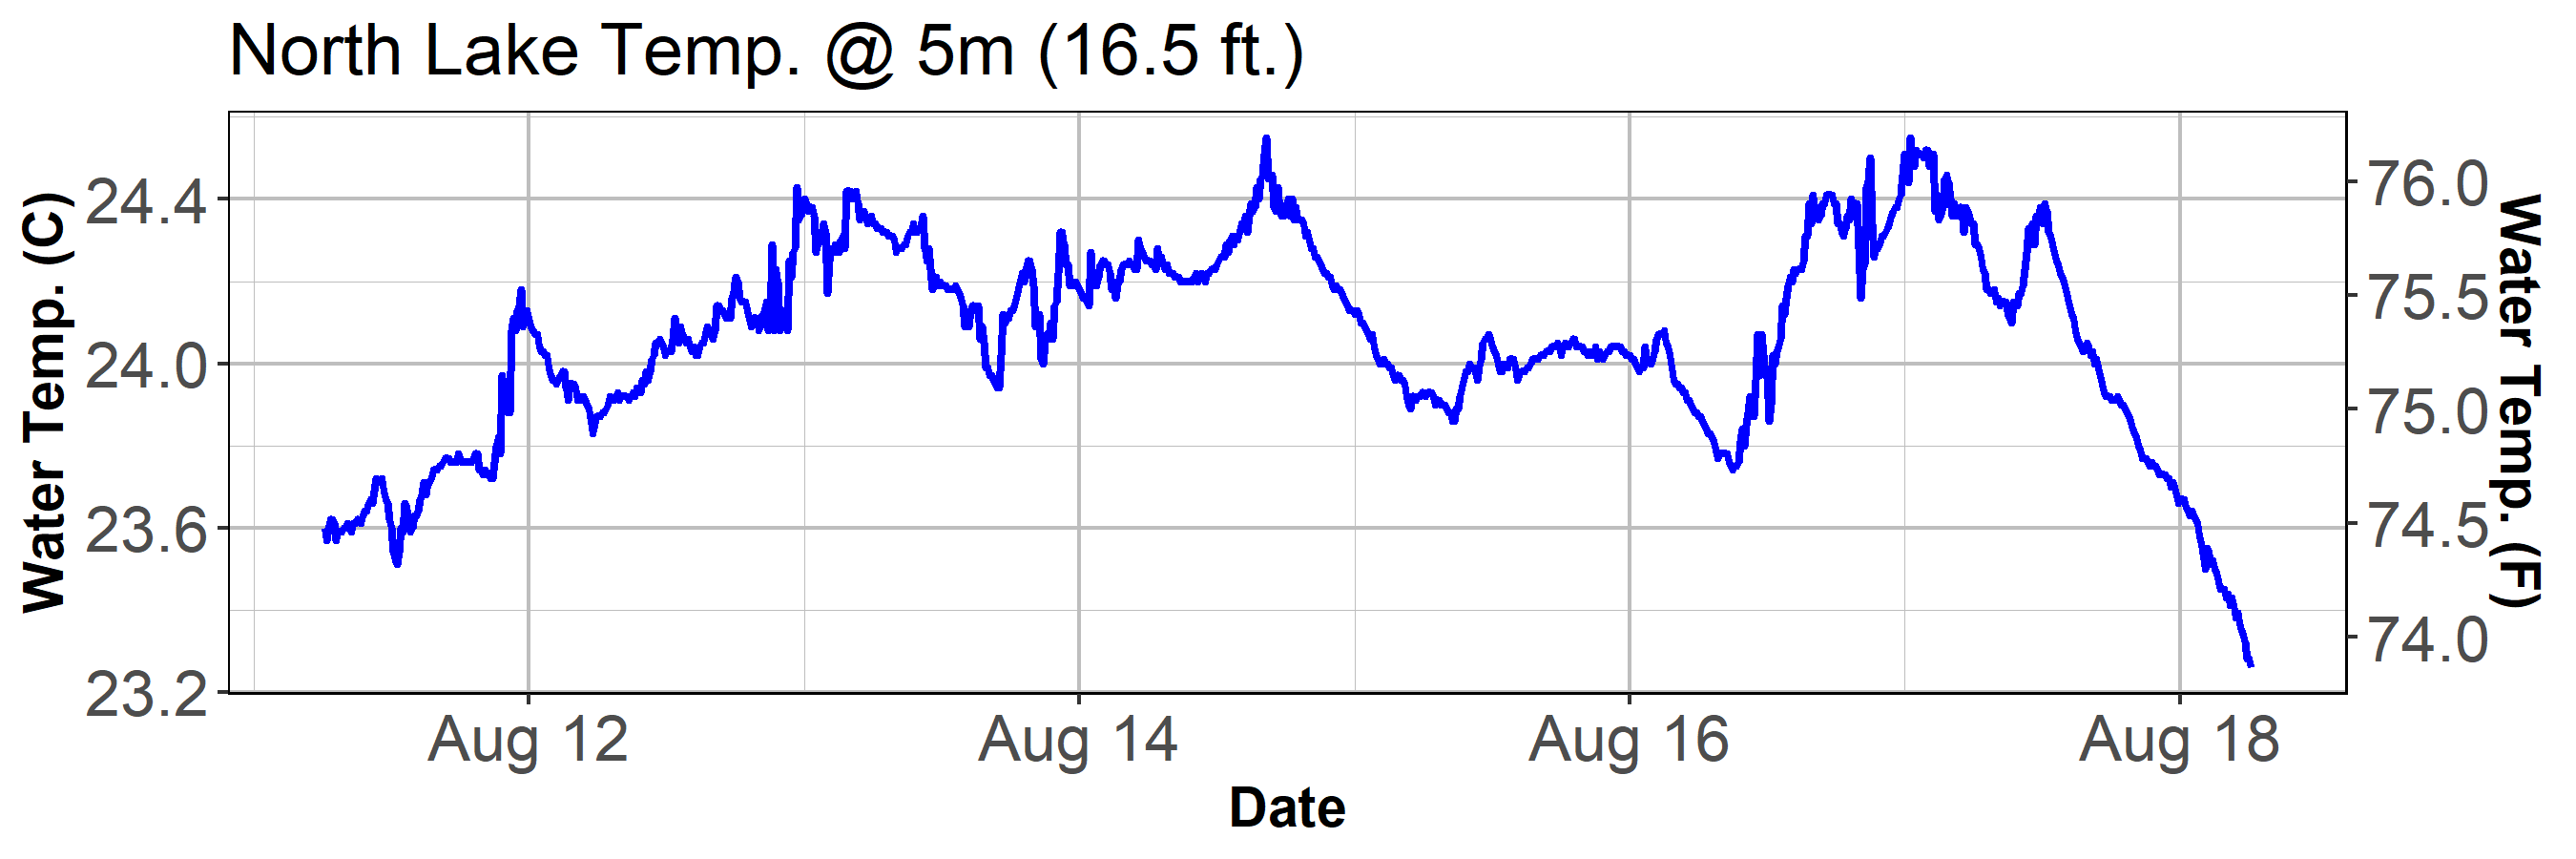 North Lake Temp. @ 5m (16.5 ft.)
Water Temp. (C)
24.4
24.0
23.6
23.2
76.0
75.5
75.0
74.5
74.0
Water Temp. (F)
Aug 12
Aug 14
Aug 16
Aug 18
Date